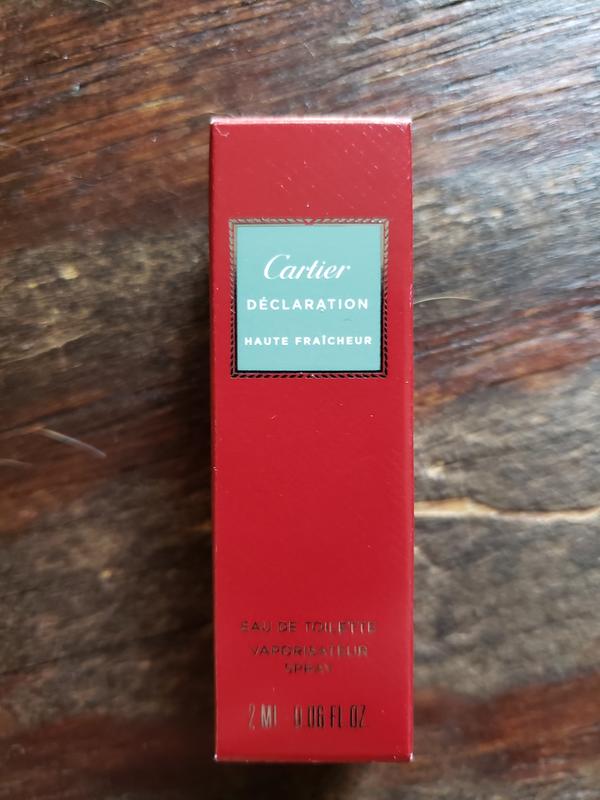 Cartier
DÉCLARATION
HAUTE FRAÎCHEUR
EAU DE TOILETTE
VAPORISATEUR
SPRAY
2 ML 0.06 FL.OZ.